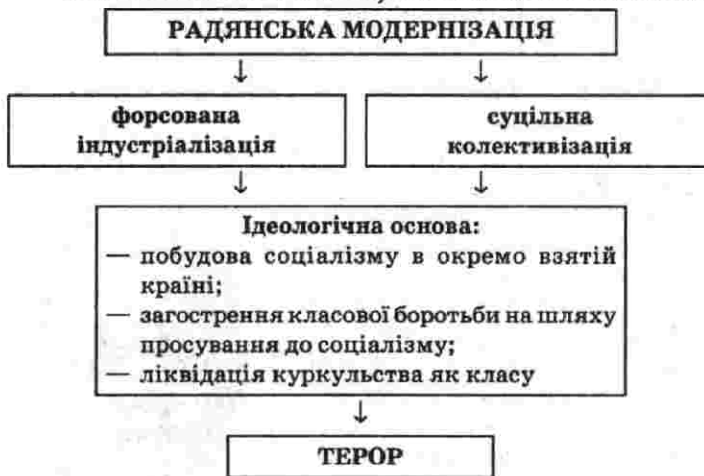 РАДЯНСЬКА МОДЕРНІЗАЦІЯ
форсована
індустріалізація
суцільна
колективізація
Ідеологічна основа:
— побудова соціалізму в окремо взятій
країні;
— загострення класової боротьби на шляху
просування до соціалізму;
— ліквідація куркульства як класу
ТЕРОР